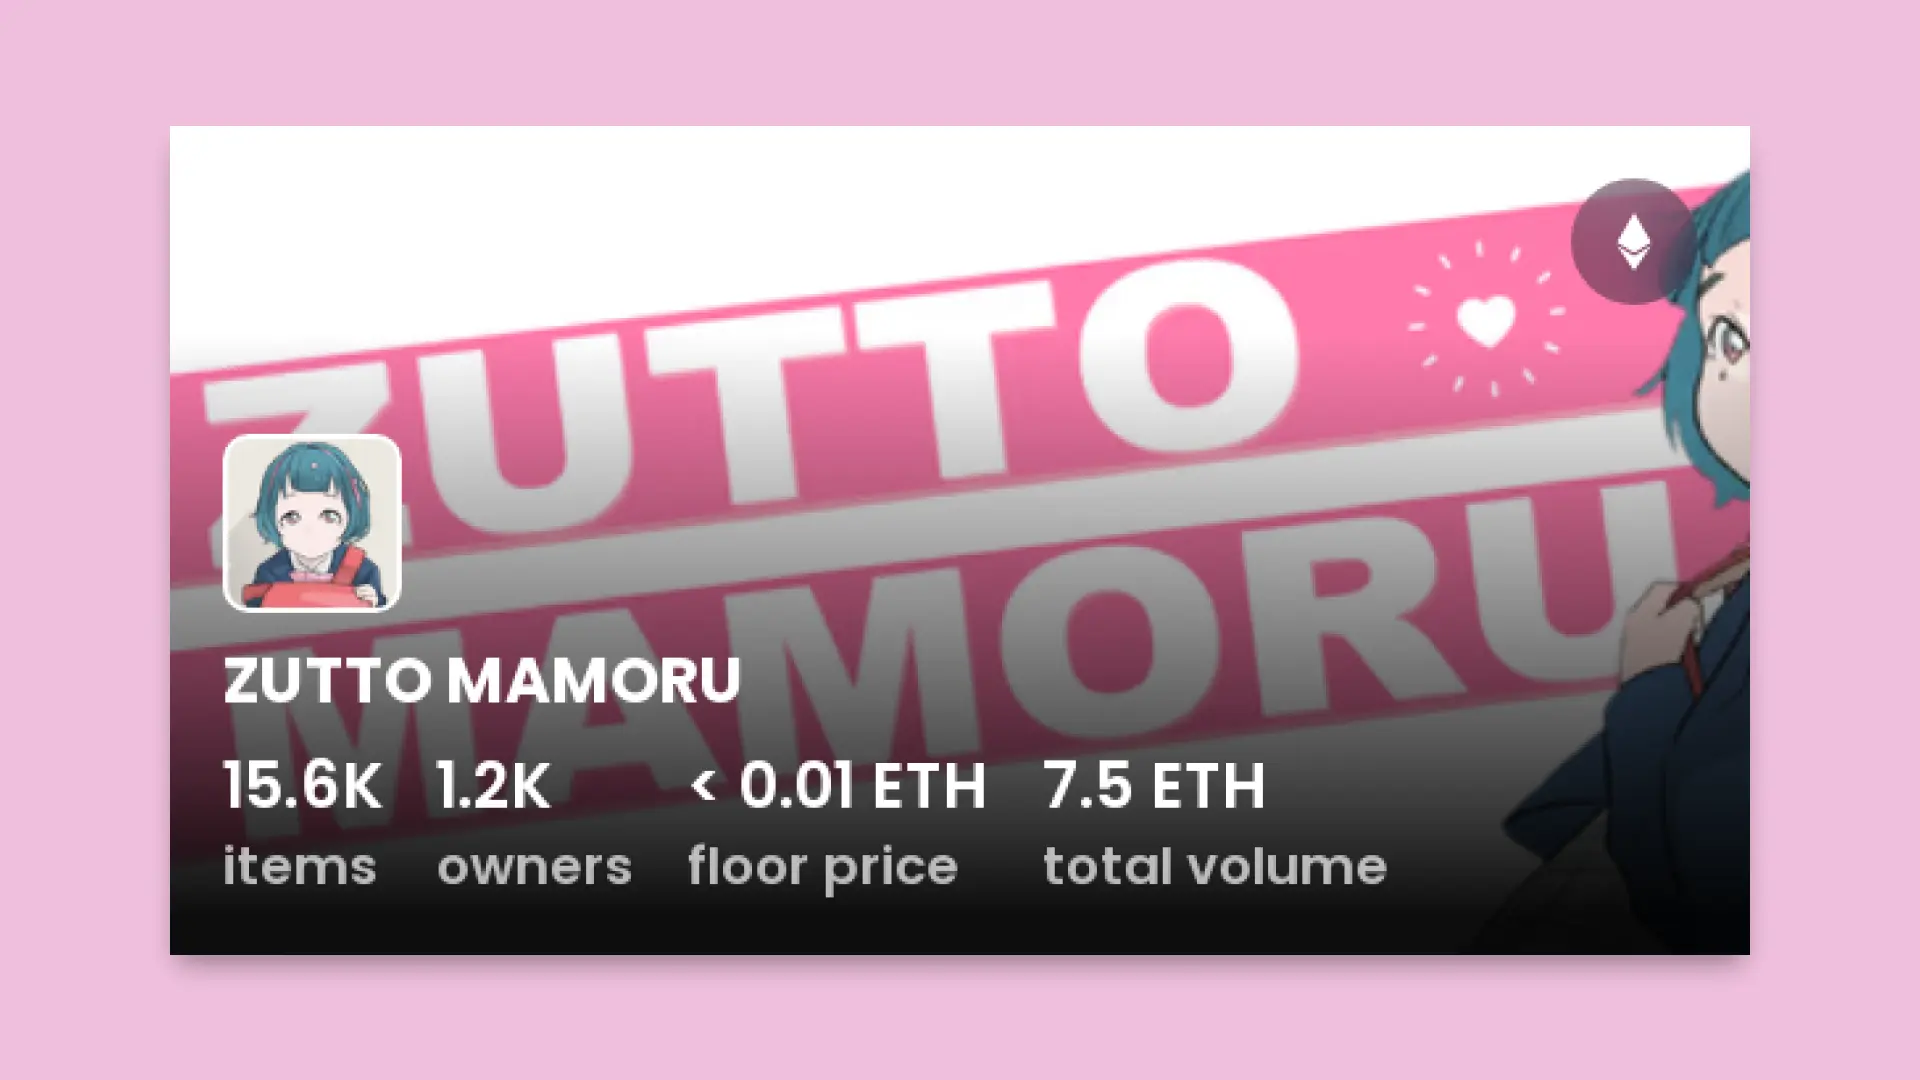 ZUTTO
MAMORU
ZUTTO MAMORU
15.6K 1.2K < 0.01 ETH 7.5 ETH
items owners floor price total volume